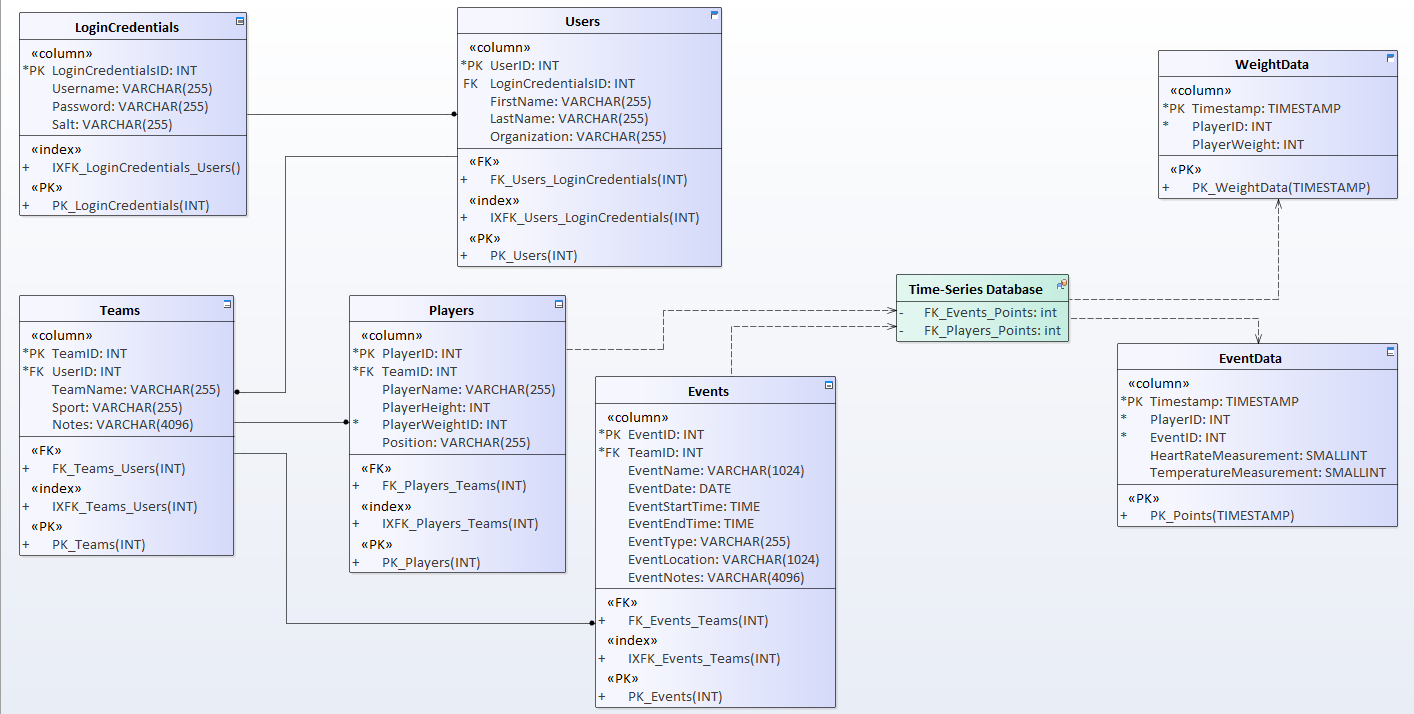 LoginCredentials
«column»
*PK LoginCredentialsID: INT
Username: VARCHAR(255)
Password: VARCHAR(255)
Salt: VARCHAR(255)
«index»
+ IXFK_LoginCredentials_Users()
«PK»
+ PK_LoginCredentials(INT)
Users
«column»
*PK UserID: INT
FK LoginCredentialsID: INT
FirstName: VARCHAR(255)
LastName: VARCHAR(255)
Organization: VARCHAR(255)
«FK»
+ FK_Users_LoginCredentials(INT)
«index»
+ IXFK_Users_LoginCredentials(INT)
«PK»
+ PK_Users(INT)
WeightData
«column»
*PK Timestamp: TIMESTAMP
* PlayerID: INT
PlayerWeight: INT
«PK»
+ PK_WeightData(TIMESTAMP)
Teams
«column»
*PK TeamID: INT
*FK UserID: INT
TeamName: VARCHAR(255)
Sport: VARCHAR(255)
Notes: VARCHAR(4096)
«FK»
+ FK_Teams_Users(INT)
«index»
+ IXFK_Teams_Users(INT)
«PK»
+ PK_Teams(INT)
Players
«column»
*PK PlayerID: INT
*FK TeamID: INT
PlayerName: VARCHAR(255)
PlayerHeight: INT
* PlayerWeightID: INT
Position: VARCHAR(255)
«FK»
+ FK_Players_Teams(INT)
«index»
+ IXFK_Players_Teams(INT)
«PK»
+ PK_Players(INT)
Events
«column»
*PK EventID: INT
*FK TeamID: INT
EventName: VARCHAR(1024)
EventDate: DATE
EventStartTime: TIME
EventEndTime: TIME
EventType: VARCHAR(255)
EventLocation: VARCHAR(1024)
EventNotes: VARCHAR(4096)
«FK»
+ FK_Events_Teams(INT)
«index»
+ IXFK_Events_Teams(INT)
«PK»
+ PK_Events(INT)
Time-Series Database
- FK_Events_Points: int
- FK_Players_Points: int
EventData
«column»
*PK Timestamp: TIMESTAMP
* PlayerID: INT
* EventID: INT
HeartRateMeasurement: SMALLINT
TemperatureMeasurement: SMALLINT
«PK»
+ PK_Points(TIMESTAMP)